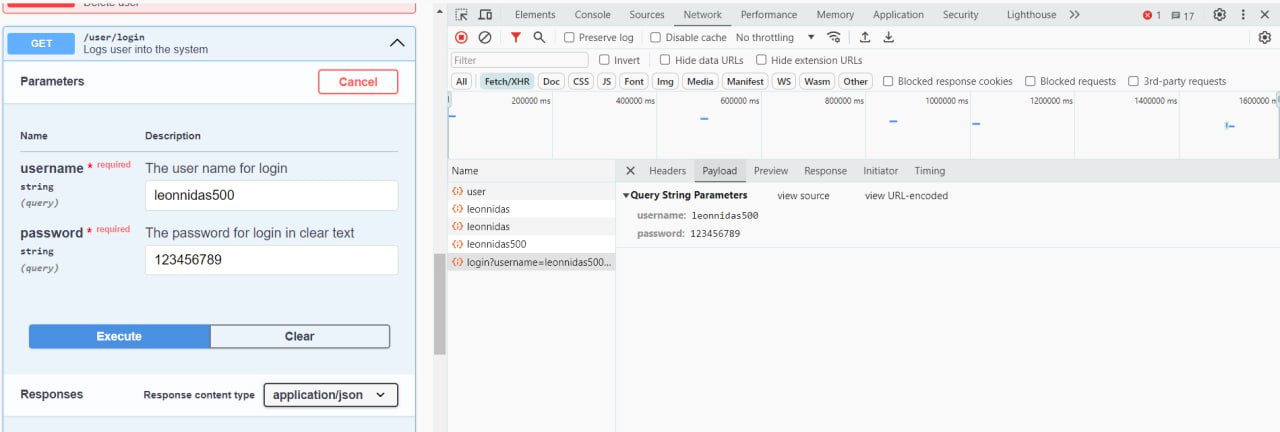 Delete user
GET /user/login
Logs user into the system
Parameters
Cancel
Name Description
username * required
string
(query)
The user name for login
leonnidas500
password * required
string
(query)
The password for login in clear text
123456789
Execute Clear
Responses Response content type application/json
Elements Console Sources Network Performance Memory Application Security Lighthouse 1 17
Preserve log Disable cache No throttling
Filter Invert Hide data URLs Hide extension URLs
All Fetch/XHR Doc CSS JS Font Img Media Manifest WS Wasm Other Blocked response cookies Blocked requests 3rd-party requests
200000 ms 400000 ms 600000 ms 800000 ms 1000000 ms 1200000 ms 1400000 ms 1600000 m
Name
user
leonnidas
leonnidas
leonnidas500
login?username=leonnidas500...
Headers Payload Preview Response Initiator Timing
Query String Parameters view source view URL-encoded
username: leonnidas500
password: 123456789